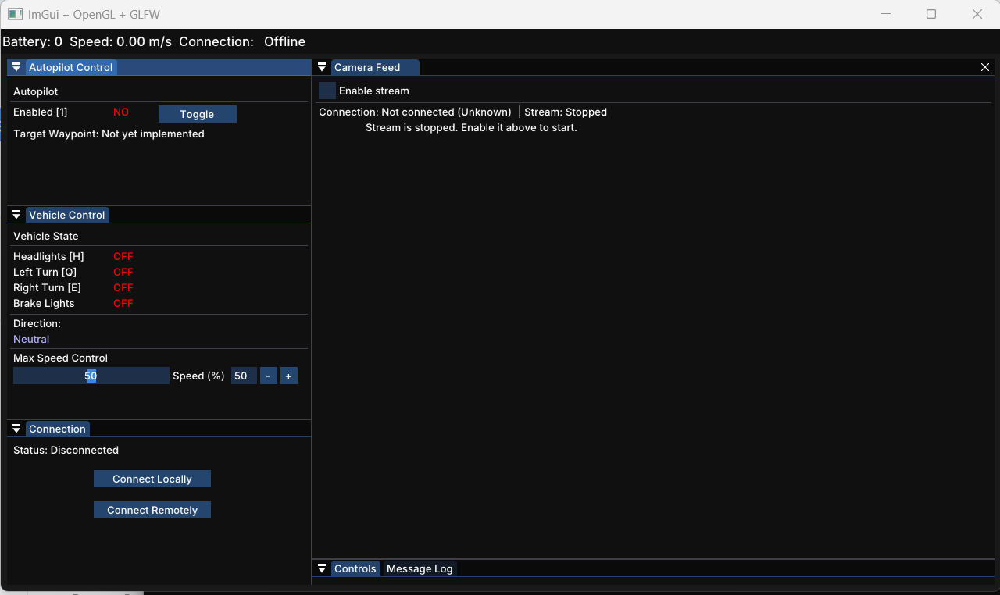 ImGui + OpenGL + GLFW
Battery: 0 Speed: 0.00 m/s Connection: Offline
Autopilot Control
Autopilot
Enabled [1] NO Toggle
Target Waypoint: Not yet implemented
Vehicle Control
Vehicle State
Headlights [H] OFF
Left Turn [Q] OFF
Right Turn [E] OFF
Brake Lights OFF
Direction:
Neutral
Max Speed Control
50 Speed (%) 50 - +
Connection
Status: Disconnected
Connect Locally
Connect Remotely
Camera Feed
Enable stream
Connection: Not connected (Unknown) | Stream: Stopped
Stream is stopped. Enable it above to start.
Controls Message Log